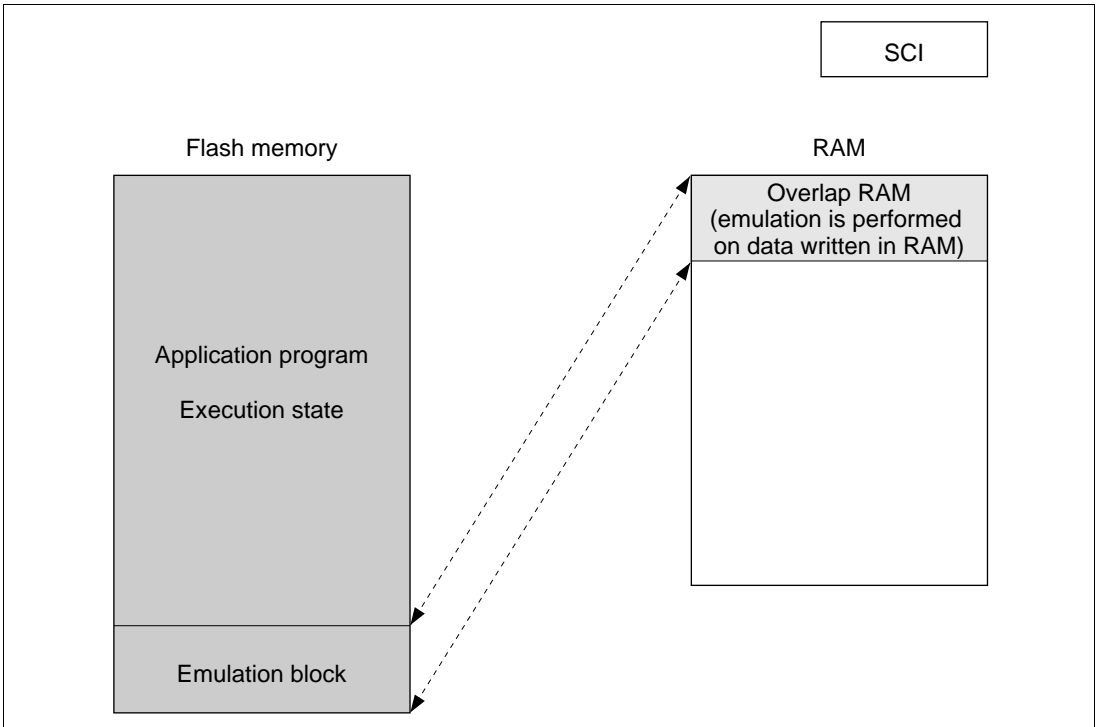 SCI
Flash memory
RAM
Overlap RAM
(emulation is performed
on data written in RAM)
Application program
Execution state
Emulation block